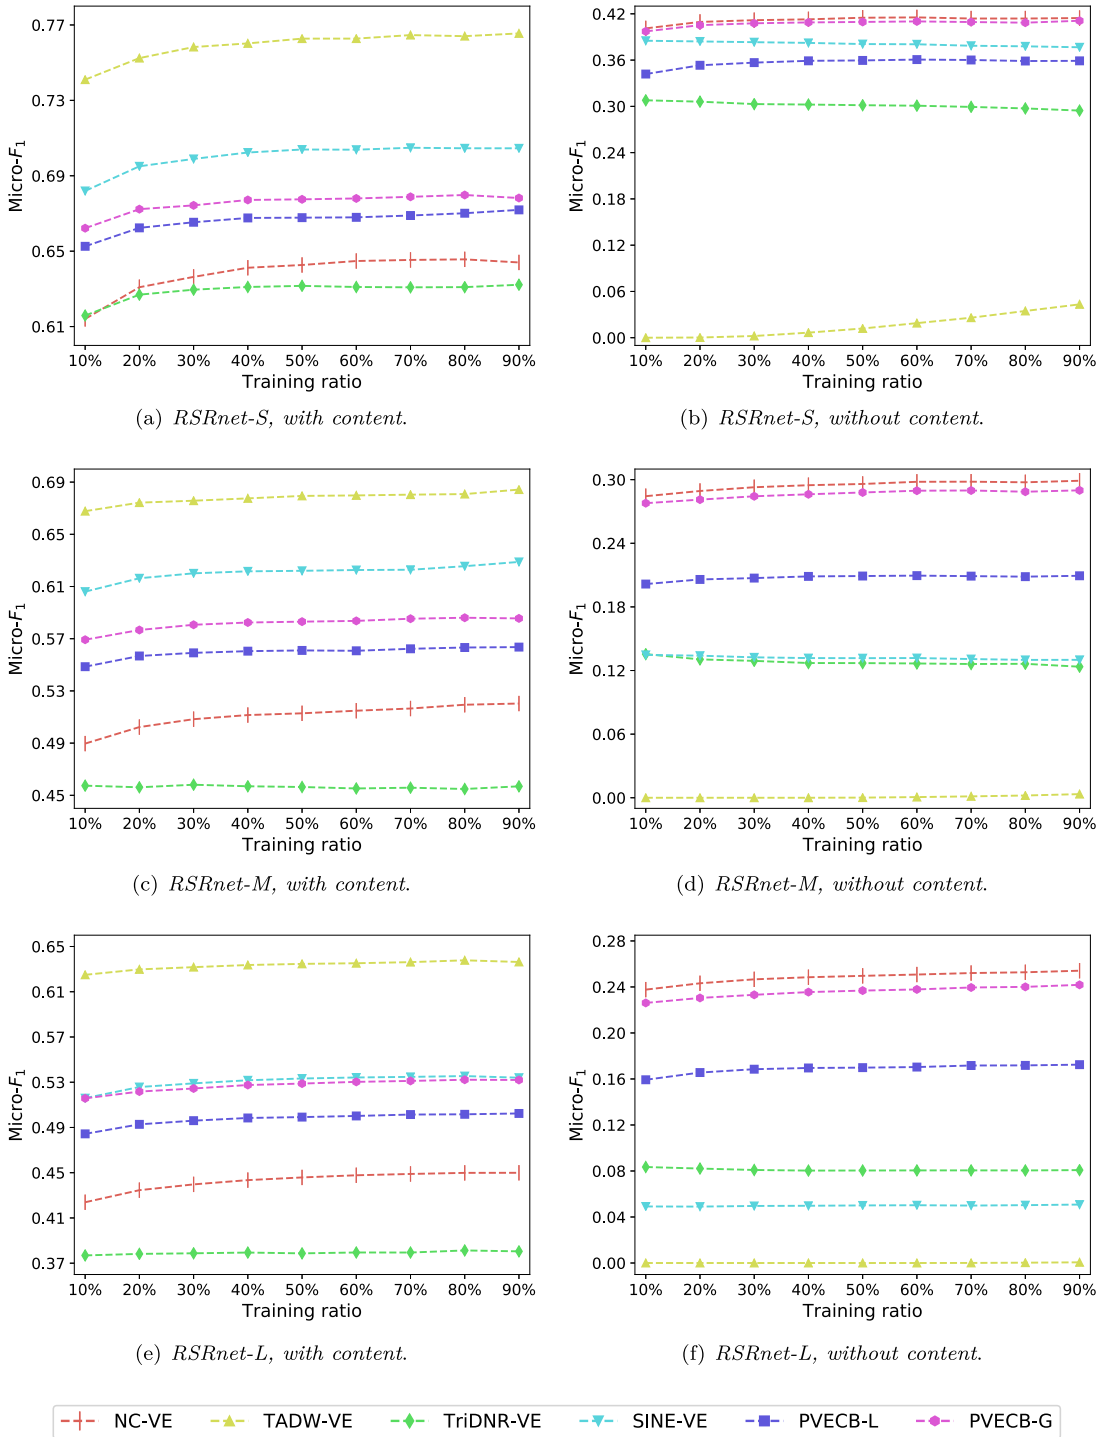 0.77
0.73
0.69
0.65
0.61
Micro-F1
10% 20% 30% 40% 50% 60% 70% 80% 90%
Training ratio
(a) RSRnet-S, with content.
0.42
0.36
0.30
0.24
0.18
0.12
0.06
0.00
Micro-F1
10% 20% 30% 40% 50% 60% 70% 80% 90%
Training ratio
(b) RSRnet-S, without content.
0.69
0.65
0.61
0.57
0.53
0.49
0.45
Micro-F1
10% 20% 30% 40% 50% 60% 70% 80% 90%
Training ratio
(c) RSRnet-M, with content.
0.30
0.24
0.18
0.12
0.06
0.00
Micro-F1
10% 20% 30% 40% 50% 60% 70% 80% 90%
Training ratio
(d) RSRnet-M, without content.
0.65
0.61
0.57
0.53
0.49
0.45
0.41
0.37
Micro-F1
10% 20% 30% 40% 50% 60% 70% 80% 90%
Training ratio
(e) RSRnet-L, with content.
0.28
0.24
0.20
0.16
0.12
0.08
0.04
0.00
Micro-F1
10% 20% 30% 40% 50% 60% 70% 80% 90%
Training ratio
(f) RSRnet-L, without content.
NC-VE TADW-VE TriDNR-VE SINE-VE PVECB-L PVECB-G